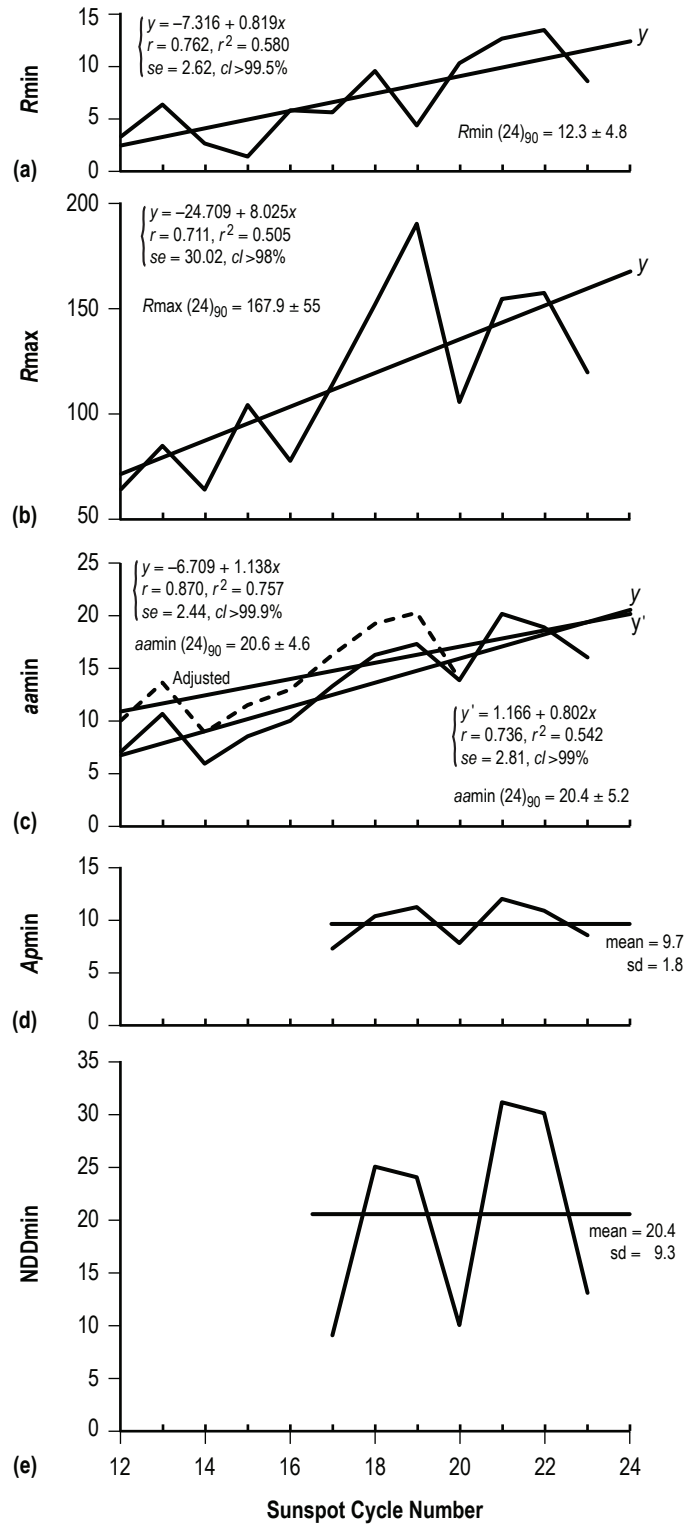 15
10
5
0
Rmin
(a)
y = –7.316 + 0.819x
r = 0.762, r² = 0.580
se = 2.62, cl >99.5%
y
Rmin (24)₉₀ = 12.3 ± 4.8
200
150
100
50
Rmax
(b)
y = –24.709 + 8.025x
r = 0.711, r² = 0.505
se = 30.02, cl >98%
y
Rmax (24)₉₀ = 167.9 ± 55
25
20
15
10
5
0
aamin
(c)
y = –6.709 + 1.138x
r = 0.870, r² = 0.757
se = 2.44, cl >99.9%
aamin (24)₉₀ = 20.6 ± 4.6
Adjusted
y
y'
y' = 1.166 + 0.802x
r = 0.736, r² = 0.542
se = 2.81, cl >99%
aamin (24)₉₀ = 20.4 ± 5.2
15
10
5
0
Apmin
(d)
mean = 9.7
sd = 1.8
35
30
25
20
15
10
5
0
NDDmin
(e)
mean = 20.4
sd = 9.3
12 14 16 18 20 22 24
Sunspot Cycle Number